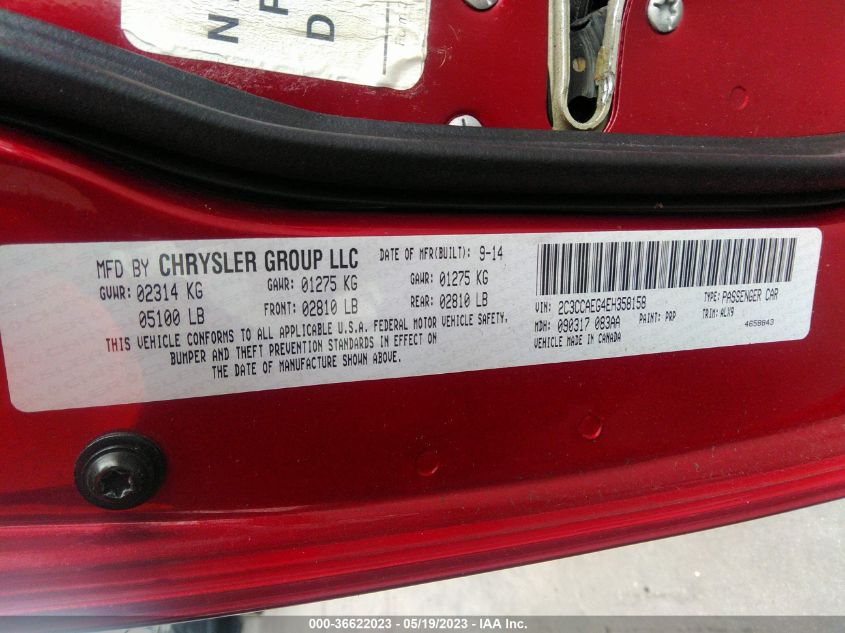 N
P
D
MFD BY CHRYSLER GROUP LLC DATE OF MFR(BUILT): 9-14
GVWR: 02314 KG GAWR: 01275 KG GAWR: 01275 KG
05100 LB FRONT: 02810 LB REAR: 02810 LB
THIS VEHICLE CONFORMS TO ALL APPLICABLE U.S.A. FEDERAL MOTOR VEHICLE SAFETY,
BUMPER AND THEFT PREVENTION STANDARDS IN EFFECT ON
THE DATE OF MANUFACTURE SHOWN ABOVE.
VIN: 2C3CCAEG4EH358158 TYPE: PASSENGER CAR
MDH: 090317 083AA PAINT: PRP TRIM: ALX9
VEHICLE MADE IN CANADA 4658843
000-36622023 - 05/19/2023 - IAA Inc.